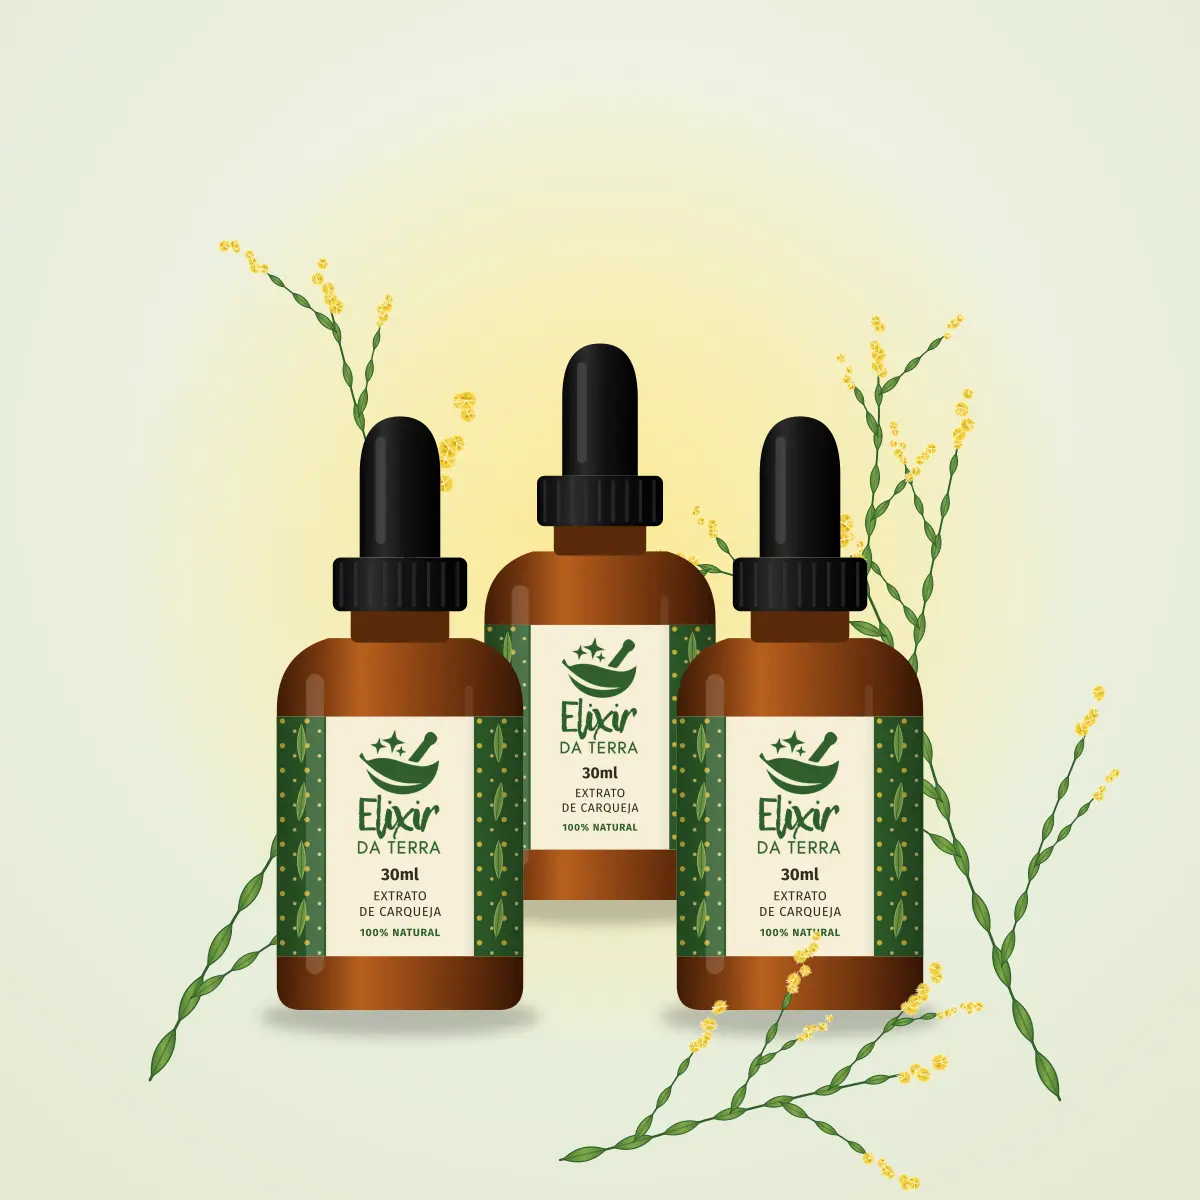 Elixir
DA TERRA
30ml
EXTRATO
DE CARQUEJA
100% NATURAL
Elixir
DA TERRA
30ml
EXTRATO
DE CARQUEJA
100% NATURAL
Elixir
DA TERRA
30ml
EXTRATO
DE CARQUEJA
100% NATURAL